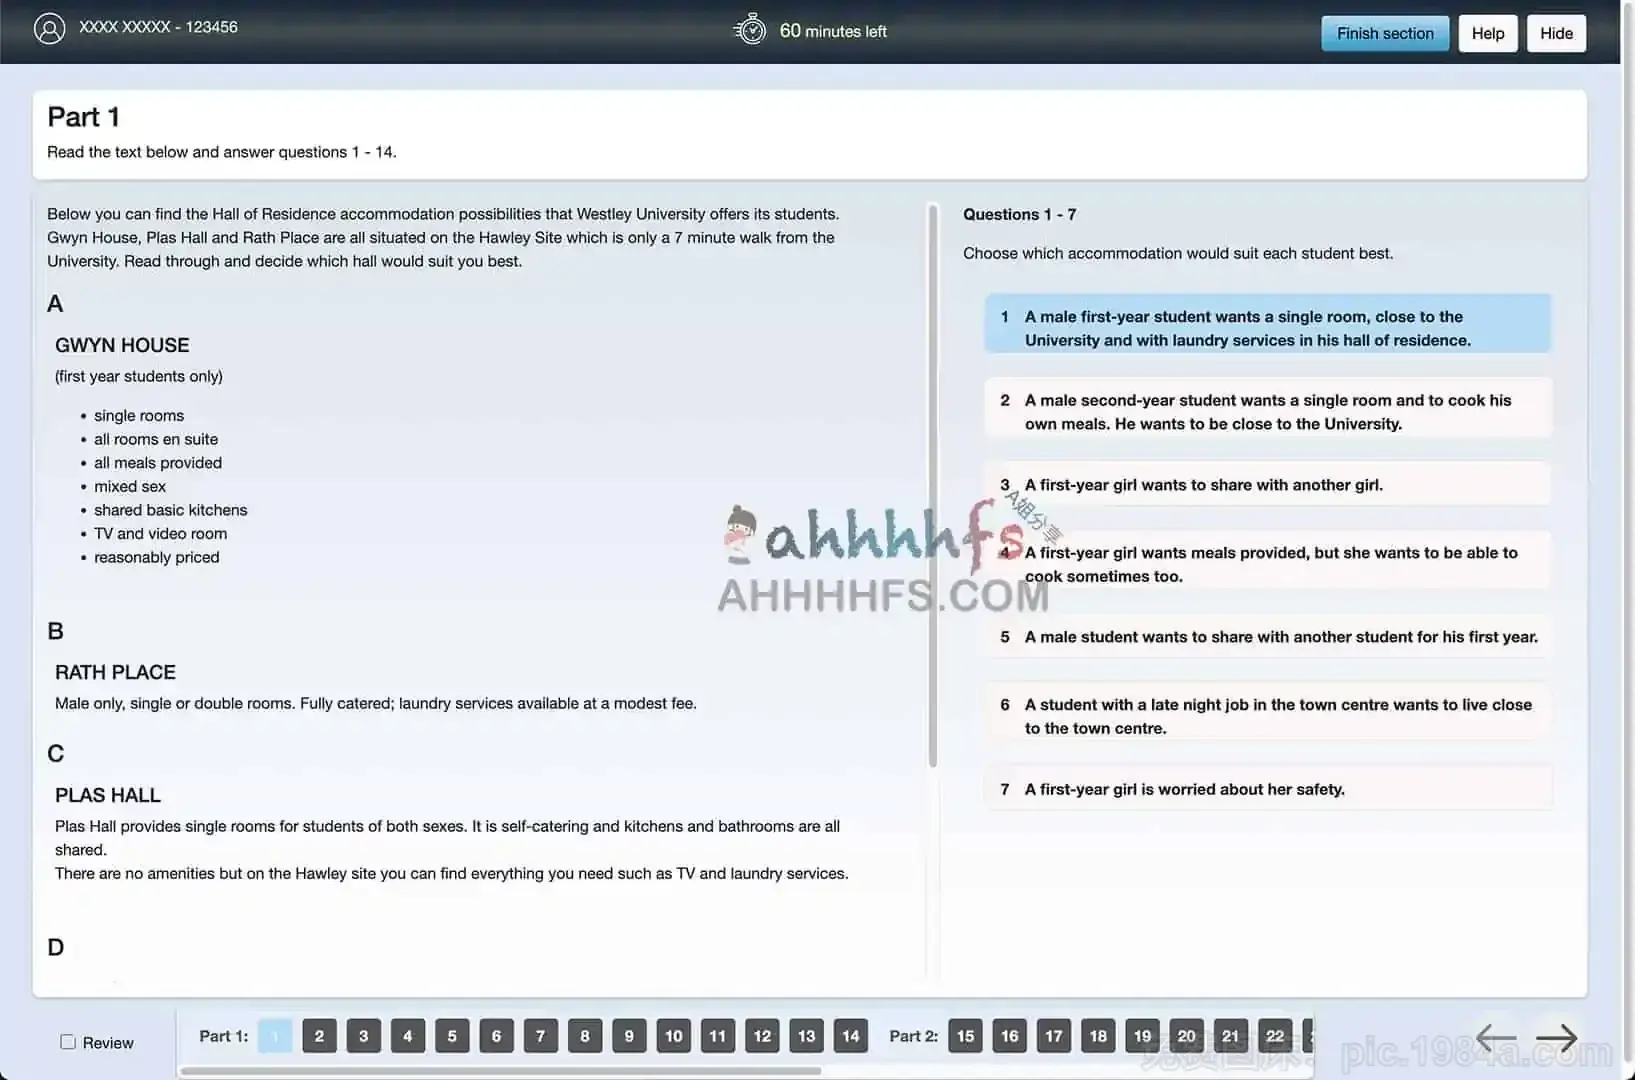 XXXX XXXXX - 123456
60 minutes left
Finish section
Help
Hide
Part 1
Read the text below and answer questions 1 - 14.
Below you can find the Hall of Residence accommodation possibilities that Westley University offers its students.
Gwyn House, Plas Hall and Rath Place are all situated on the Hawley Site which is only a 7 minute walk from the
University. Read through and decide which hall would suit you best.
A
GWYN HOUSE
(first year students only)
• single rooms
• all rooms en suite
• all meals provided
• mixed sex
• shared basic kitchens
• TV and video room
• reasonably priced
B
RATH PLACE
Male only, single or double rooms. Fully catered; laundry services available at a modest fee.
C
PLAS HALL
Plas Hall provides single rooms for students of both sexes. It is self-catering and kitchens and bathrooms are all
shared.
There are no amenities but on the Hawley site you can find everything you need such as TV and laundry services.
D
Questions 1 - 7
Choose which accommodation would suit each student best.
1 A male first-year student wants a single room, close to the
University and with laundry services in his hall of residence.
2 A male second-year student wants a single room and to cook his
own meals. He wants to be close to the University.
3 A first-year girl wants to share with another girl.
4 A first-year girl wants meals provided, but she wants to be able to
cook sometimes too.
5 A male student wants to share with another student for his first year.
6 A student with a late night job in the town centre wants to live close
to the town centre.
7 A first-year girl is worried about her safety.
ahhhhfs
A姐分享
AHHHHFS.COM
Review
Part 1: 1 2 3 4 5 6 7 8 9 10 11 12 13 14 Part 2: 15 16 17 18 19 20 21 22
pic.1984a.com